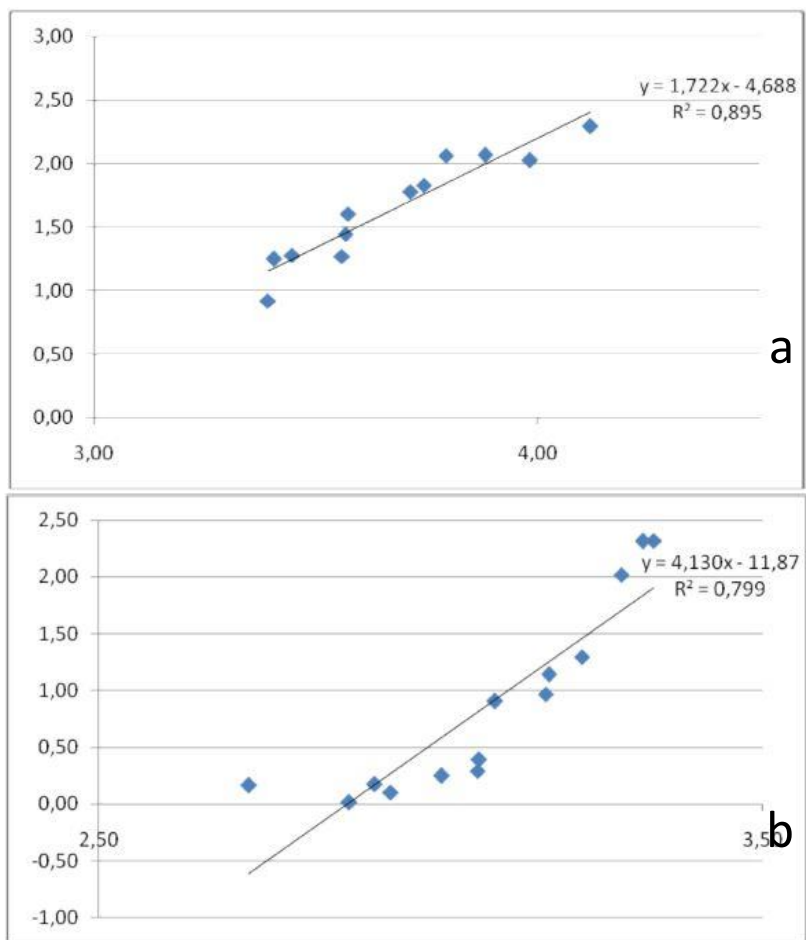 3,00
y = 1,722x - 4,688
R² = 0,895
2,50
2,00
1,50
1,00
0,50
a
0,00
3,00 4,00
2,50
y = 4,130x - 11,87
R² = 0,799
2,00
1,50
1,00
0,50
0,00
2,50 3,50
b
-0,50
-1,00